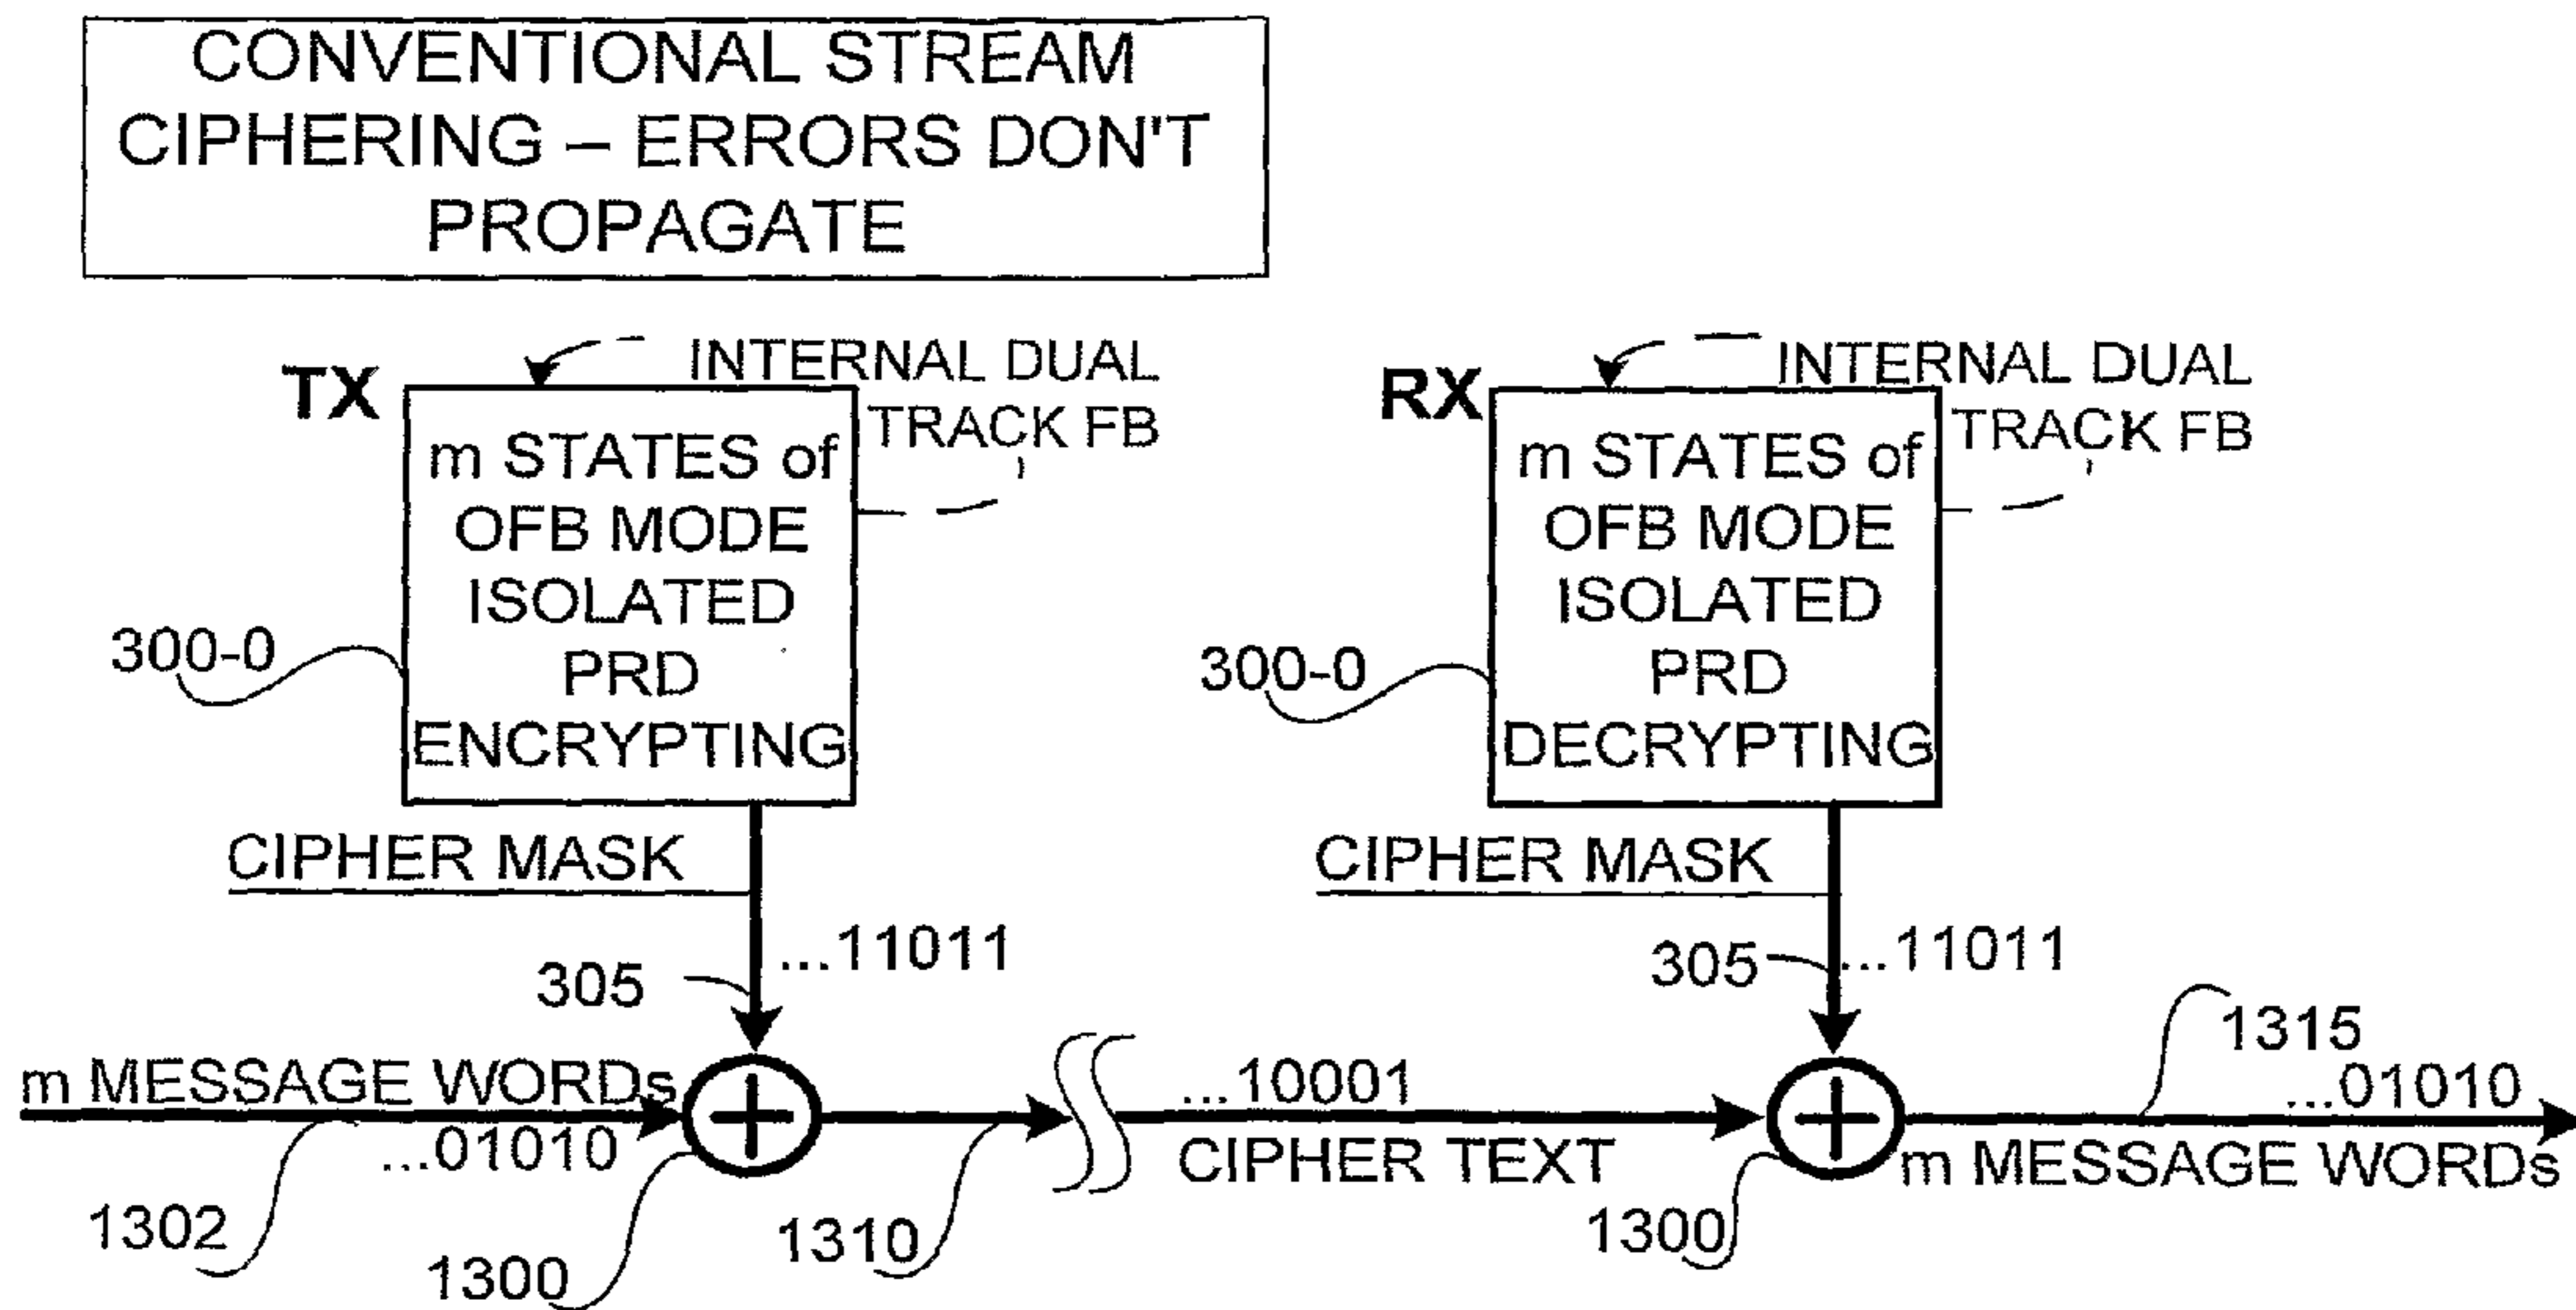 CONVENTIONAL STREAM
CIPHERING – ERRORS DON'T
PROPAGATE
TX
INTERNAL DUAL
TRACK FB
m STATES of
OFB MODE
ISOLATED
PRD
ENCRYPTING
300-0
CIPHER MASK
...11011
305
m MESSAGE WORDs
...01010
1302
1300
1310
RX
INTERNAL DUAL
TRACK FB
m STATES of
OFB MODE
ISOLATED
PRD
DECRYPTING
300-0
CIPHER MASK
...11011
305
...10001
CIPHER TEXT
1300
1315
...01010
m MESSAGE WORDs